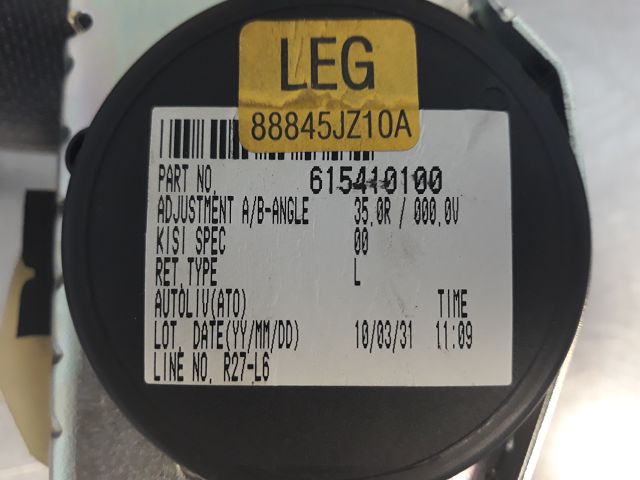 LEG
88845JZ10A
PART NO. 615410100
ADJUSTMENT A/B-ANGLE 35.0R / 000.0V
KISI SPEC 00
RET.TYPE L
AUTOLIV(ATO) TIME
LOT. DATE(YY/MM/DD) 10/03/31 11:09
LINE NO. R27-L6